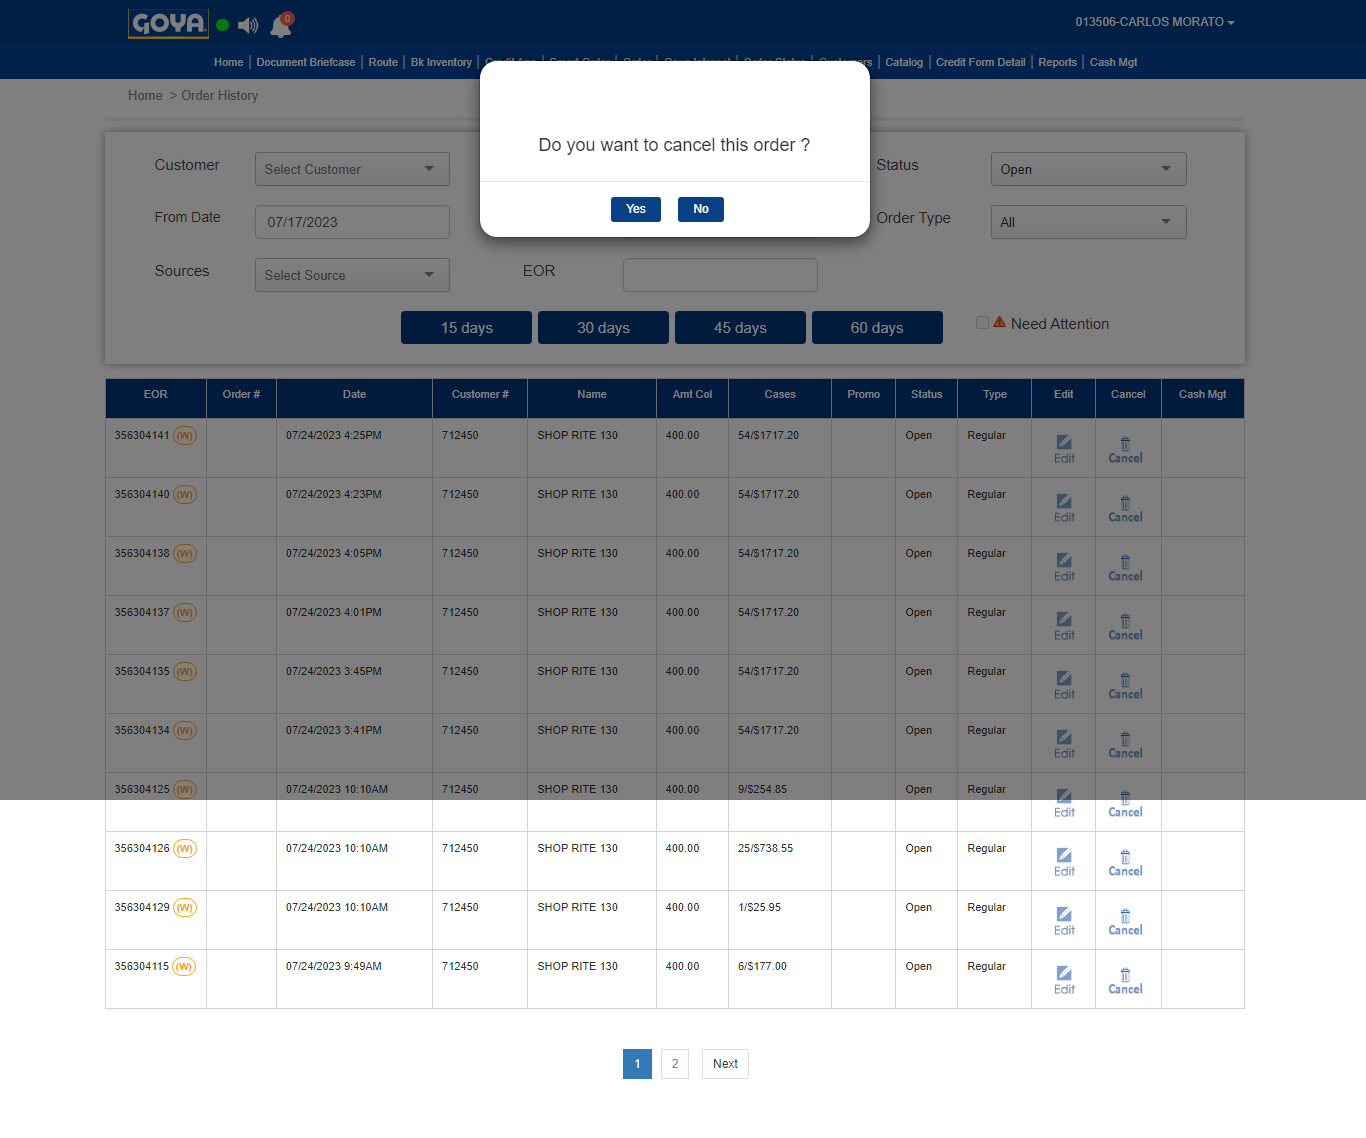 GOYA
0
013506-CARLOS MORATO
Home | Document Briefcase | Route | Bk Inventory | Credit App | Smart Order | Order | Goya Intranet | Order Status | Customers | Catalog | Credit Form Detail | Reports | Cash Mgt
Home > Order History
Do you want to cancel this order ?
Yes No
Customer Select Customer Status Open
From Date 07/17/2023 Order Type All
Sources Select Source EOR
15 days 30 days 45 days 60 days Need Attention
EOR Order # Date Customer # Name Amt Col Cases Promo Status Type Edit Cancel Cash Mgt
356304141 (W) 07/24/2023 4:25PM 712450 SHOP RITE 130 400.00 54/$1717.20 Open Regular Edit Cancel
356304140 (W) 07/24/2023 4:23PM 712450 SHOP RITE 130 400.00 54/$1717.20 Open Regular Edit Cancel
356304138 (W) 07/24/2023 4:05PM 712450 SHOP RITE 130 400.00 54/$1717.20 Open Regular Edit Cancel
356304137 (W) 07/24/2023 4:01PM 712450 SHOP RITE 130 400.00 54/$1717.20 Open Regular Edit Cancel
356304135 (W) 07/24/2023 3:45PM 712450 SHOP RITE 130 400.00 54/$1717.20 Open Regular Edit Cancel
356304134 (W) 07/24/2023 3:41PM 712450 SHOP RITE 130 400.00 54/$1717.20 Open Regular Edit Cancel
356304125 (W) 07/24/2023 10:10AM 712450 SHOP RITE 130 400.00 9/$254.85 Open Regular Edit Cancel
356304126 (W) 07/24/2023 10:10AM 712450 SHOP RITE 130 400.00 25/$738.55 Open Regular Edit Cancel
356304129 (W) 07/24/2023 10:10AM 712450 SHOP RITE 130 400.00 1/$25.95 Open Regular Edit Cancel
356304115 (W) 07/24/2023 9:49AM 712450 SHOP RITE 130 400.00 6/$177.00 Open Regular Edit Cancel
1 2 Next